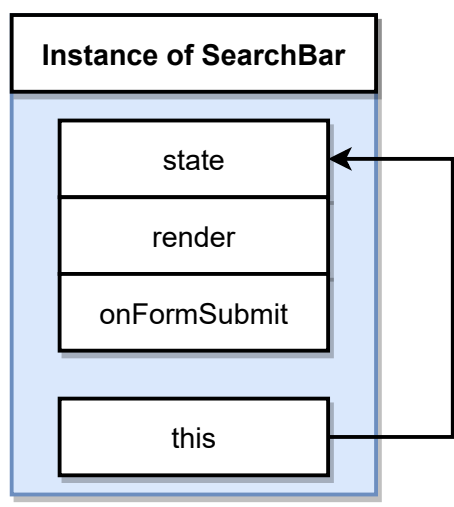 Instance of SearchBar
state
render
onFormSubmit
this